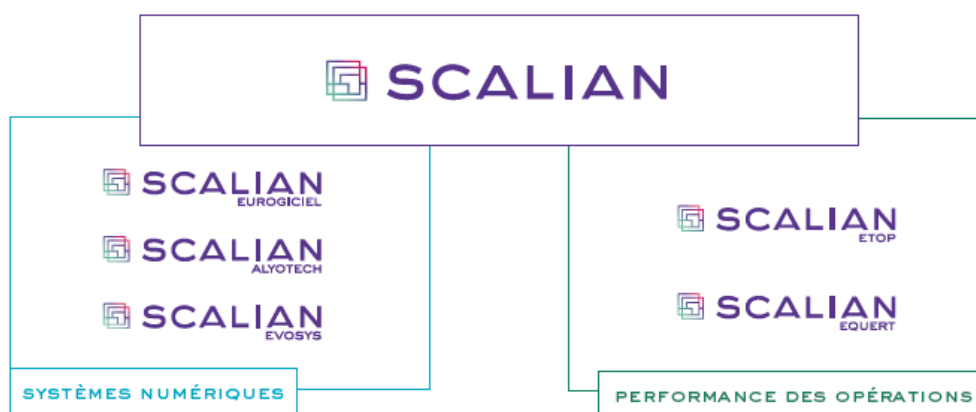 SCALIAN
SCALIAN
EUROGICIEL
SCALIAN
ALYOTECH
SCALIAN
EVOSYS
SYSTÈMES NUMÉRIQUES
SCALIAN
ETOP
SCALIAN
EQUERT
PERFORMANCE DES OPÉRATIONS